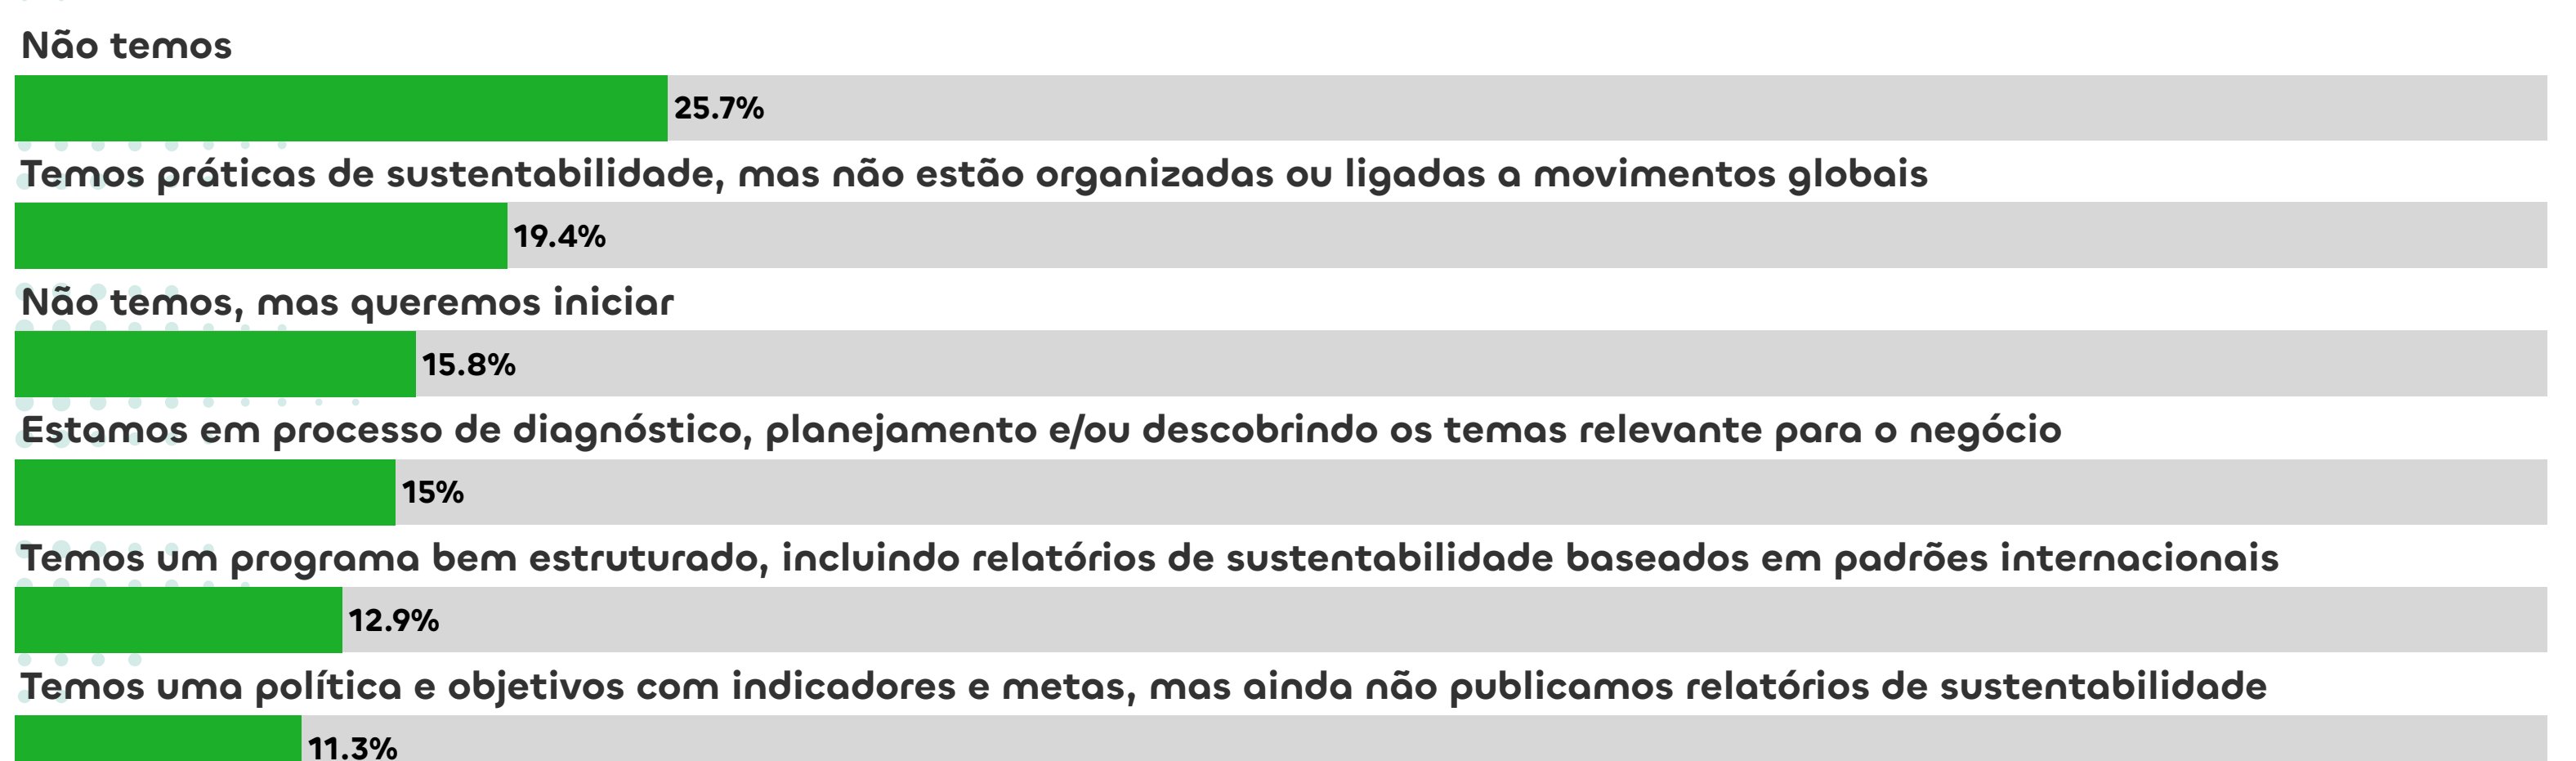 Não temos
25.7%
Temos práticas de sustentabilidade, mas não estão organizadas ou ligadas a movimentos globais
19.4%
Não temos, mas queremos iniciar
15.8%
Estamos em processo de diagnóstico, planejamento e/ou descobrindo os temas relevante para o negócio
15%
Temos um programa bem estruturado, incluindo relatórios de sustentabilidade baseados em padrões internacionais
12.9%
Temos uma política e objetivos com indicadores e metas, mas ainda não publicamos relatórios de sustentabilidade
11.3%